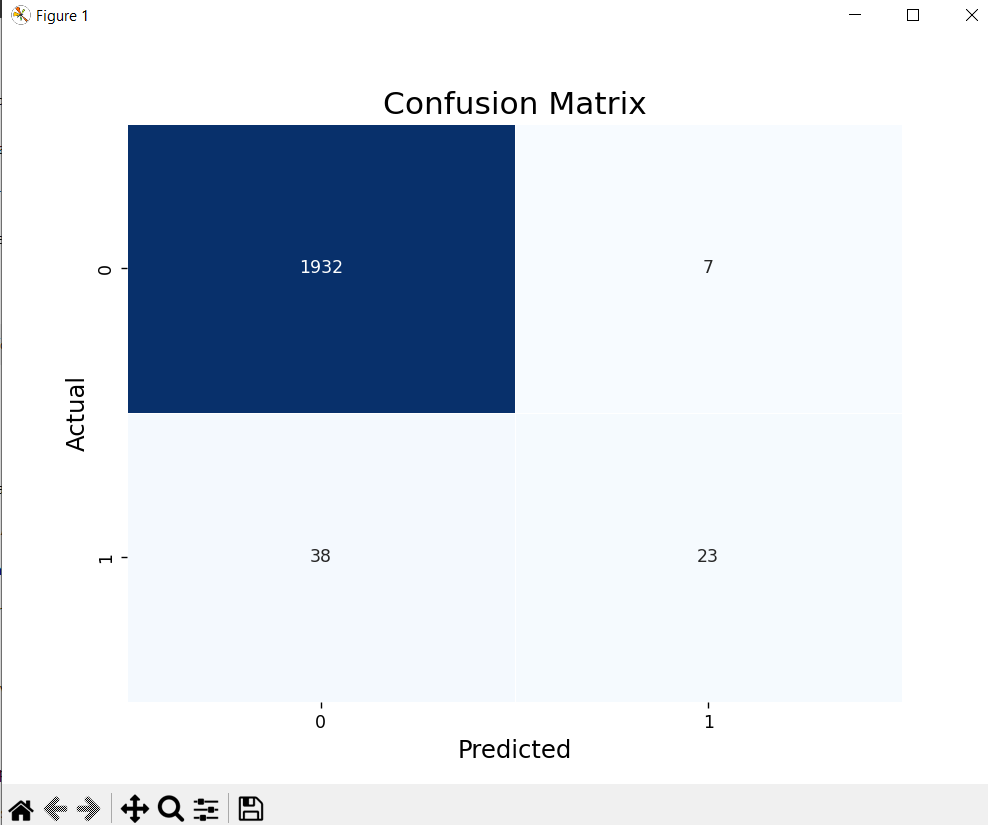 Figure 1
Confusion Matrix
0
1932
7
Actual
1
38
23
0
1
Predicted